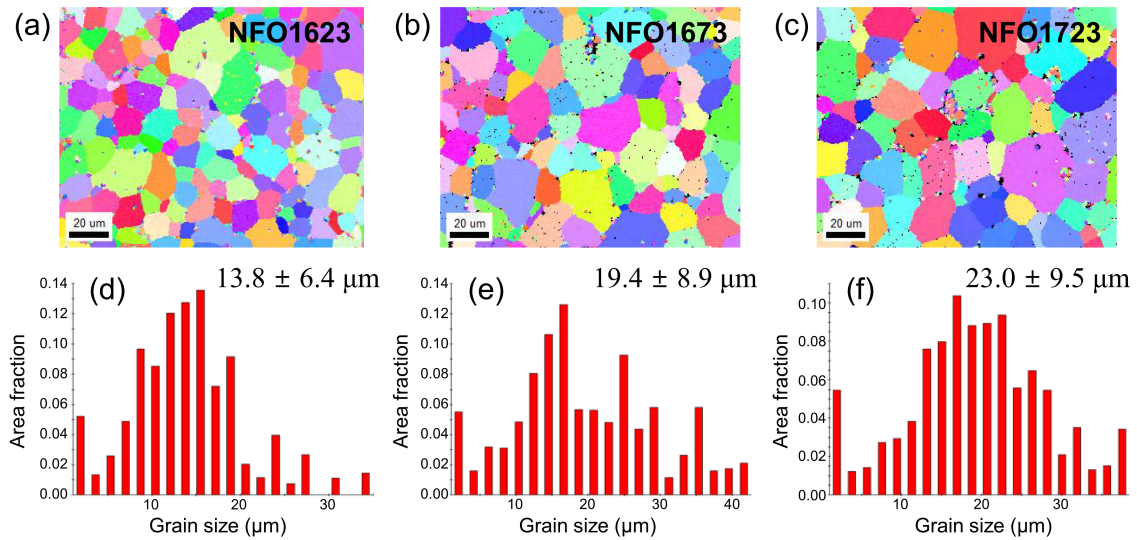 (a) NFO1623
20 um
(b) NFO1673
20 um
(c) NFO1723
20 um
(d) 13.8 ± 6.4 μm
Area fraction
0.14
0.12
0.10
0.08
0.06
0.04
0.02
0.00
10 20 30
Grain size (μm)
(e) 19.4 ± 8.9 μm
Area fraction
0.14
0.12
0.10
0.08
0.06
0.04
0.02
0.00
10 20 30 40
Grain size (μm)
(f) 23.0 ± 9.5 μm
Area fraction
0.10
0.08
0.06
0.04
0.02
0.00
10 20 30
Grain size (μm)